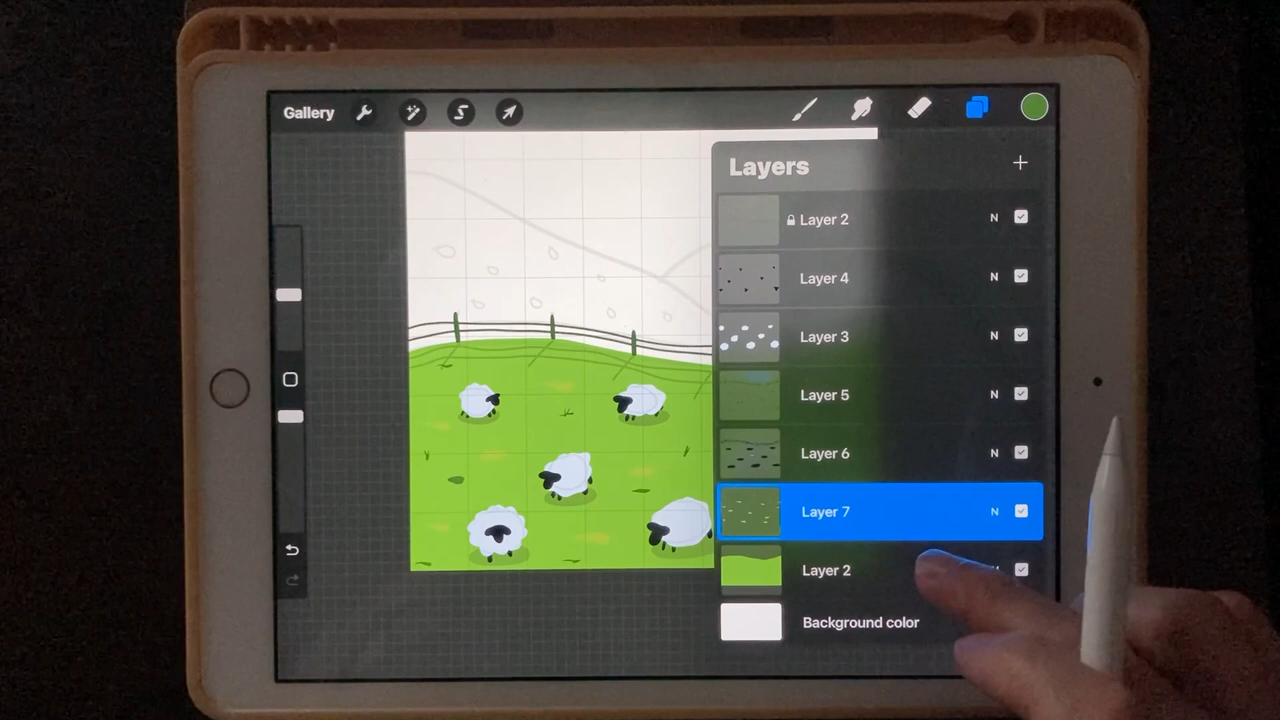 Gallery
Layers
Layer 2
N
Layer 4
N
Layer 3
N
Layer 5
N
Layer 6
N
Layer 7
N
Layer 2
Background color